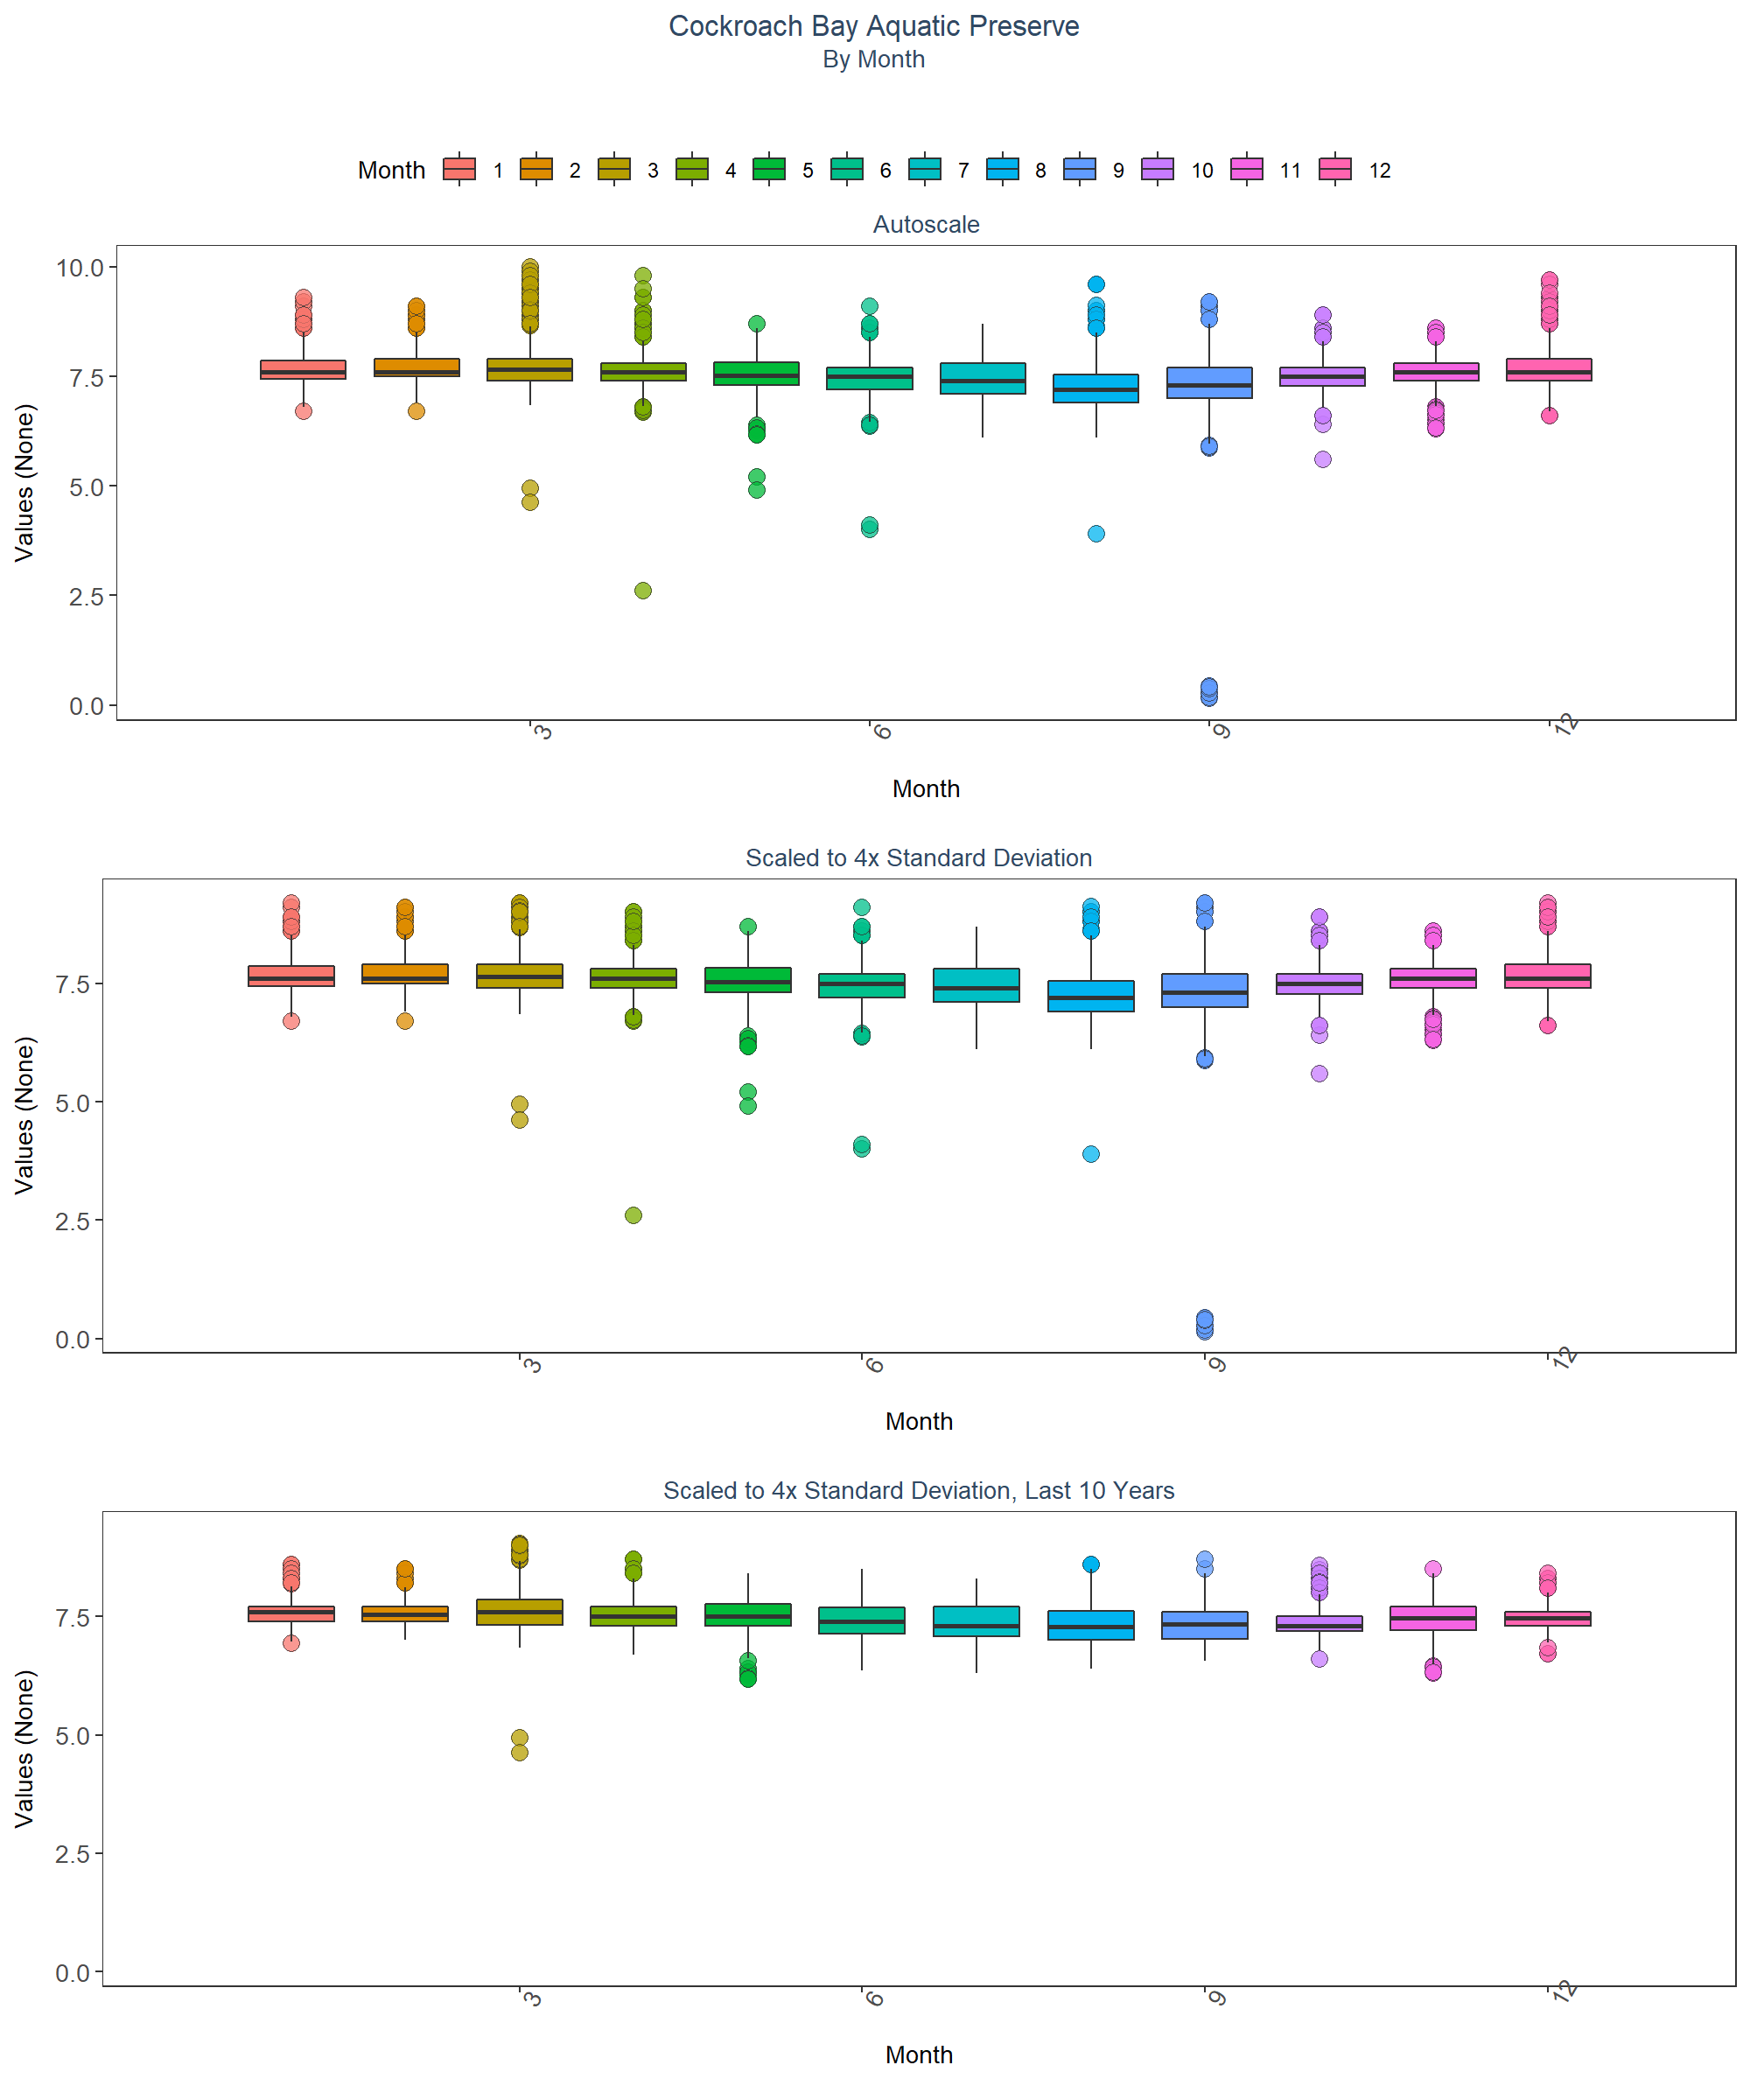 Cockroach Bay Aquatic Preserve
By Month
Month 1 2 3 4 5 6 7 8 9 10 11 12
Autoscale
Values (None)
10.0
7.5
5.0
2.5
0.0
3 6 9 12
Month
Scaled to 4x Standard Deviation
Values (None)
7.5
5.0
2.5
0.0
3 6 9 12
Month
Scaled to 4x Standard Deviation, Last 10 Years
Values (None)
7.5
5.0
2.5
0.0
3 6 9 12
Month